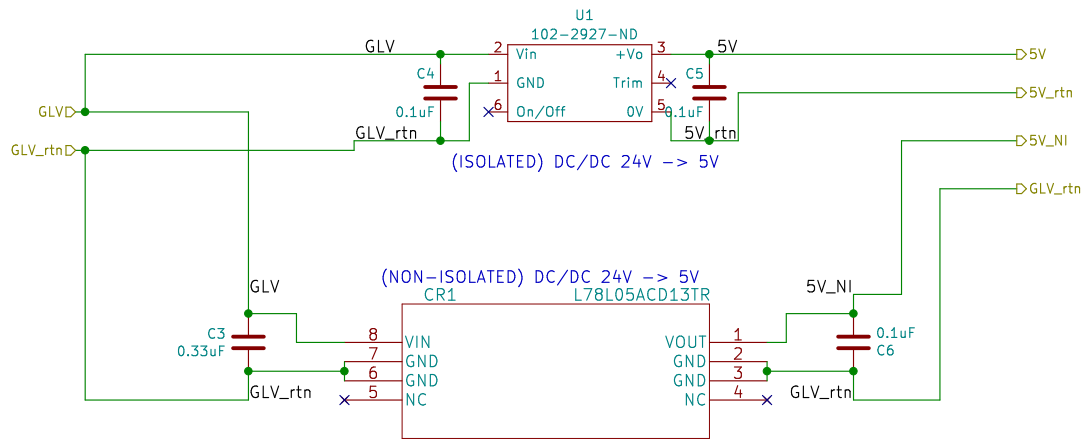 U1
102-2927-ND
GLV
2
Vin
+Vo
3
5V
5V
C4
1
GND
Trim
4
C5
5V_rtn
GLV
0.1uF
6
On/Off
0V
5
0.1uF
GLV_rtn
5V_rtn
5V_NI
GLV_rtn
(ISOLATED) DC/DC 24V -> 5V
GLV_rtn
(NON-ISOLATED) DC/DC 24V -> 5V
GLV
CR1
L78L05ACD13TR
5V_NI
C3
0.33uF
8
VIN
VOUT
1
0.1uF
C6
7
GND
GND
2
6
GND
GND
3
GLV_rtn
5
NC
NC
4
GLV_rtn